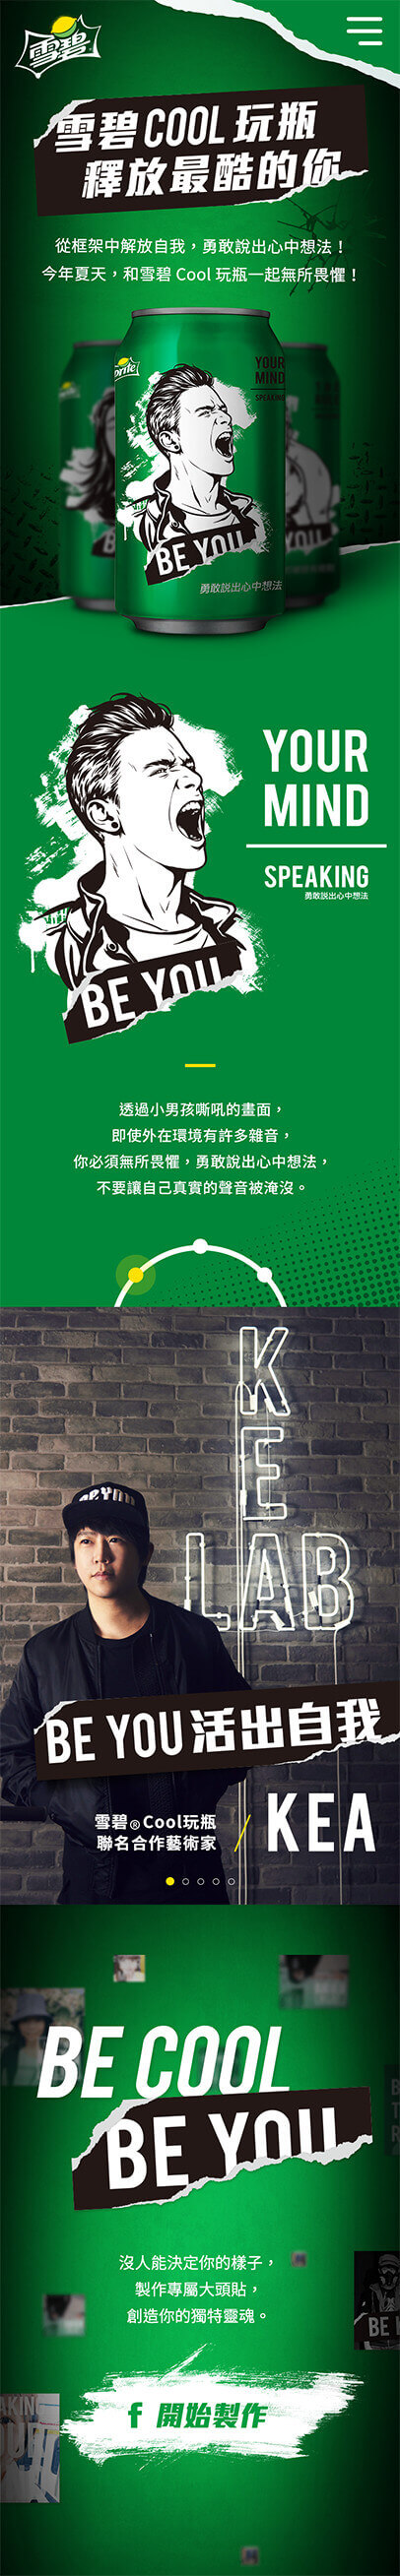 雪碧
雪碧 COOL 玩瓶
釋放最酷的你
從框架中解放自我，勇敢說出心中想法！
今年夏天，和雪碧 Cool 玩瓶一起無所畏懼！
Sprite
YOUR
MIND
SPEAKING
BE YOU
勇敢說出心中想法
YOUR
MIND
SPEAKING
勇敢說出心中想法
BE YOU
透過小男孩嘶吼的畫面，
即使外在環境有許多雜音，
你必須無所畏懼，勇敢說出心中想法，
不要讓自己真實的聲音被淹沒。
KE
LAB
BE YOU 活出自我
雪碧®Cool玩瓶
聯名合作藝術家
KEA
BE COOL
BE YOU
沒人能決定你的樣子，
製作專屬大頭貼，
創造你的獨特靈魂。
f 開始製作